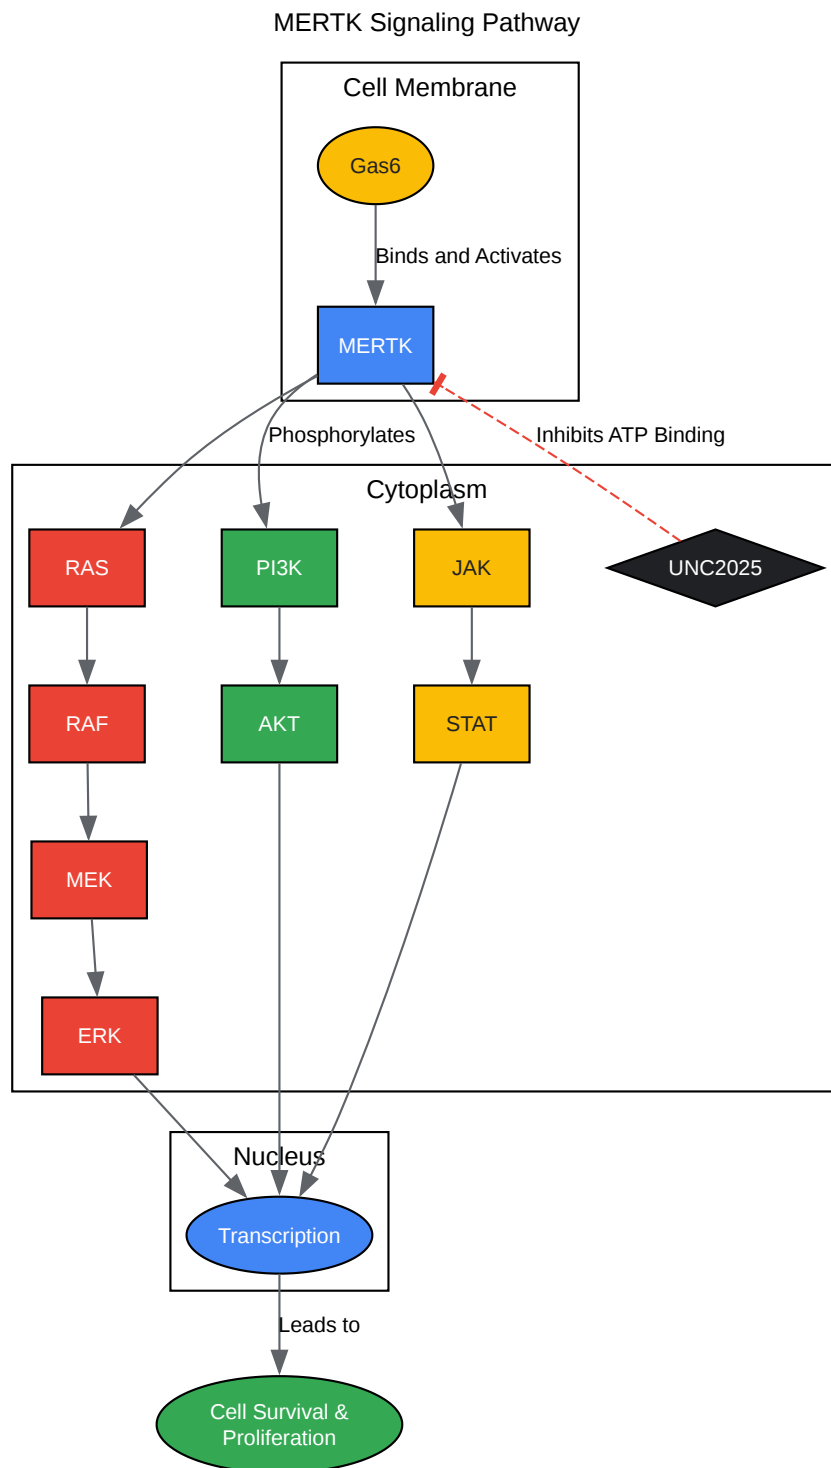 MERTK Signaling Pathway
Cell Membrane
Gas6
Binds and Activates
MERTK
Phosphorylates
Inhibits ATP Binding
Cytoplasm
RAS
PI3K
JAK
UNC2025
RAF
AKT
STAT
MEK
ERK
Nucleus
Transcription
Leads to
Cell Survival &
Proliferation